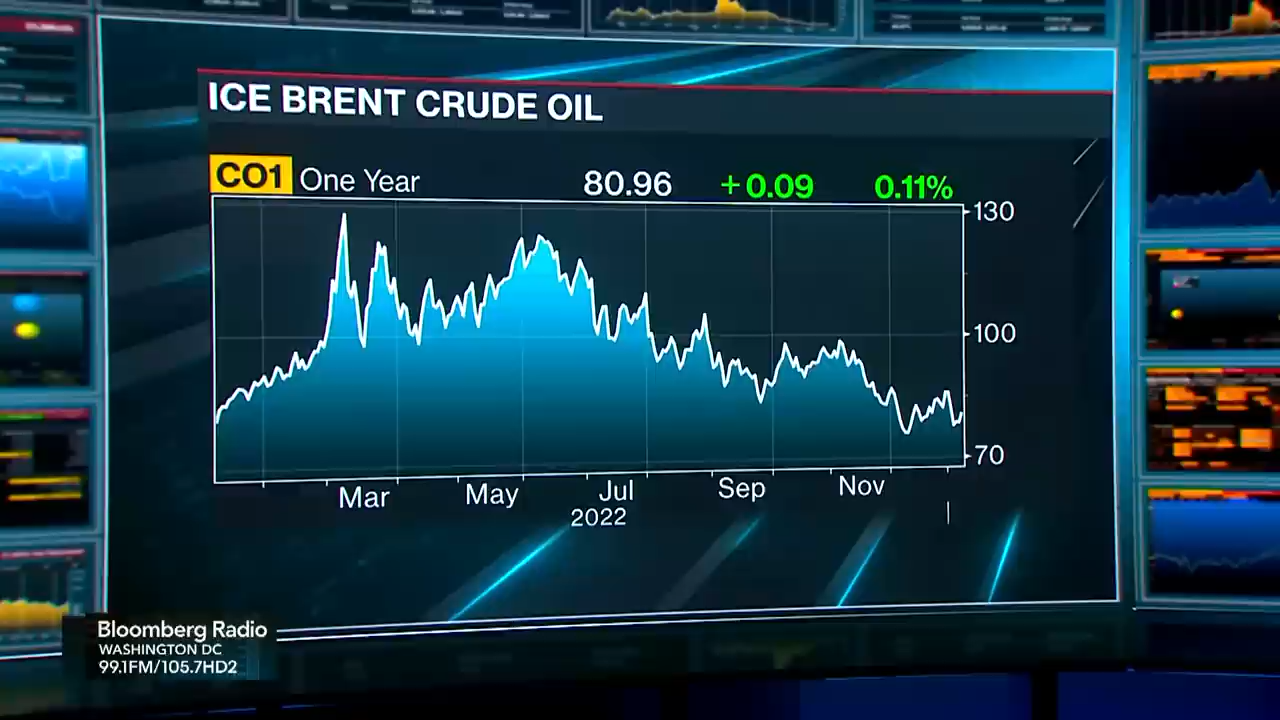 ICE BRENT CRUDE OIL
CO1 One Year 80.96 +0.09 0.11%
130
100
70
Mar May Jul Sep Nov
2022
Bloomberg Radio
WASHINGTON DC
99.1FM/105.7HD2